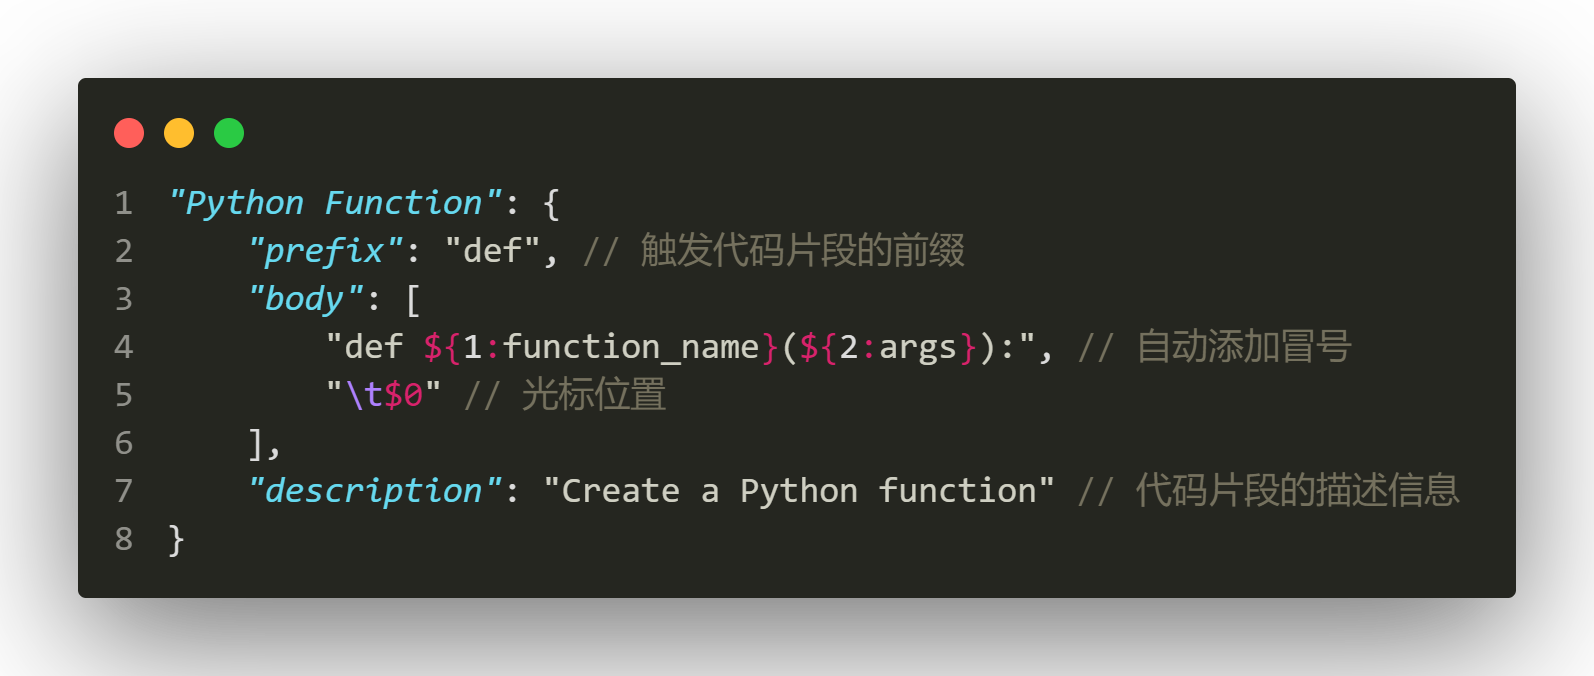 1 "Python Function": {
2     "prefix": "def", // 触发代码片段的前缀
3     "body": [
4         "def ${1:function_name}(${2:args}):", // 自动添加冒号
5         "\t$0" // 光标位置
6     ],
7     "description": "Create a Python function" // 代码片段的描述信息
8 }